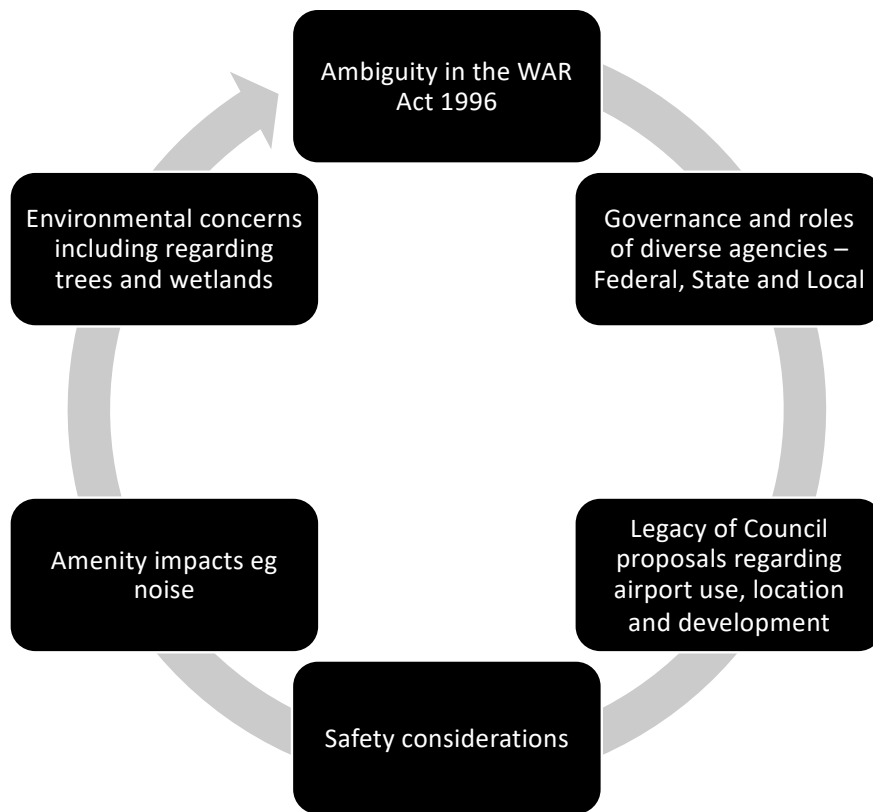 Ambiguity in the WAR
Act 1996
Governance and roles
of diverse agencies –
Federal, State and Local
Legacy of Council
proposals regarding
airport use, location
and development
Safety considerations
Amenity impacts eg
noise
Environmental concerns
including regarding
trees and wetlands